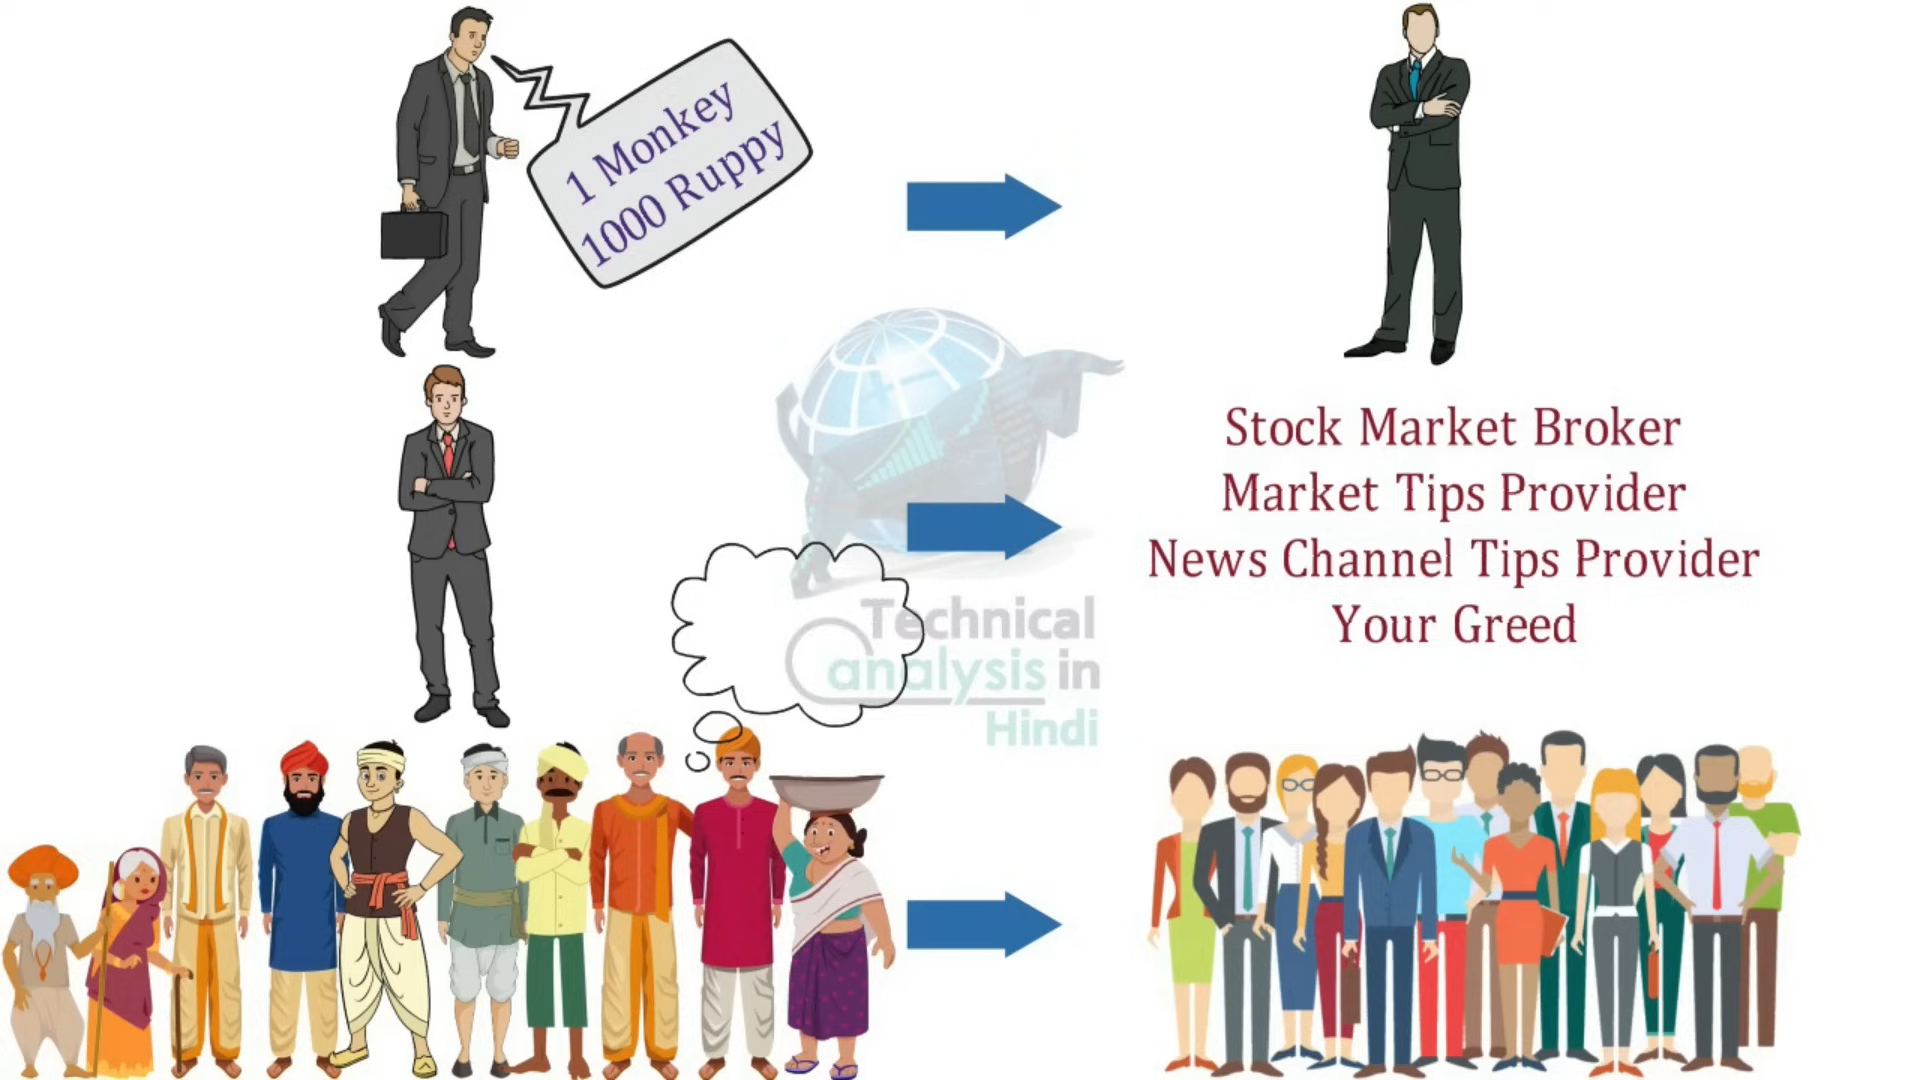 1 Monkey
1000 Ruppy
Stock Market Broker
Market Tips Provider
News Channel Tips Provider
Your Greed
Technical
analysis in
Hindi